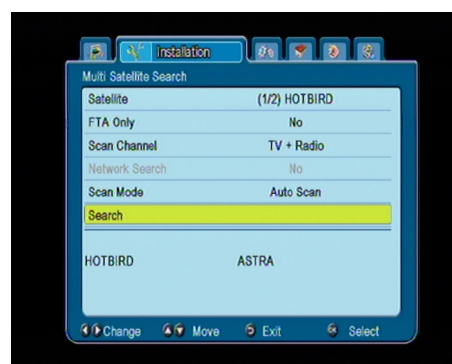 Installation
Multi Satellite Search
Satellite (1/2) HOTBIRD
FTA Only No
Scan Channel TV + Radio
Network Search No
Scan Mode Auto Scan
Search
HOTBIRD ASTRA
Change Move Exit Select